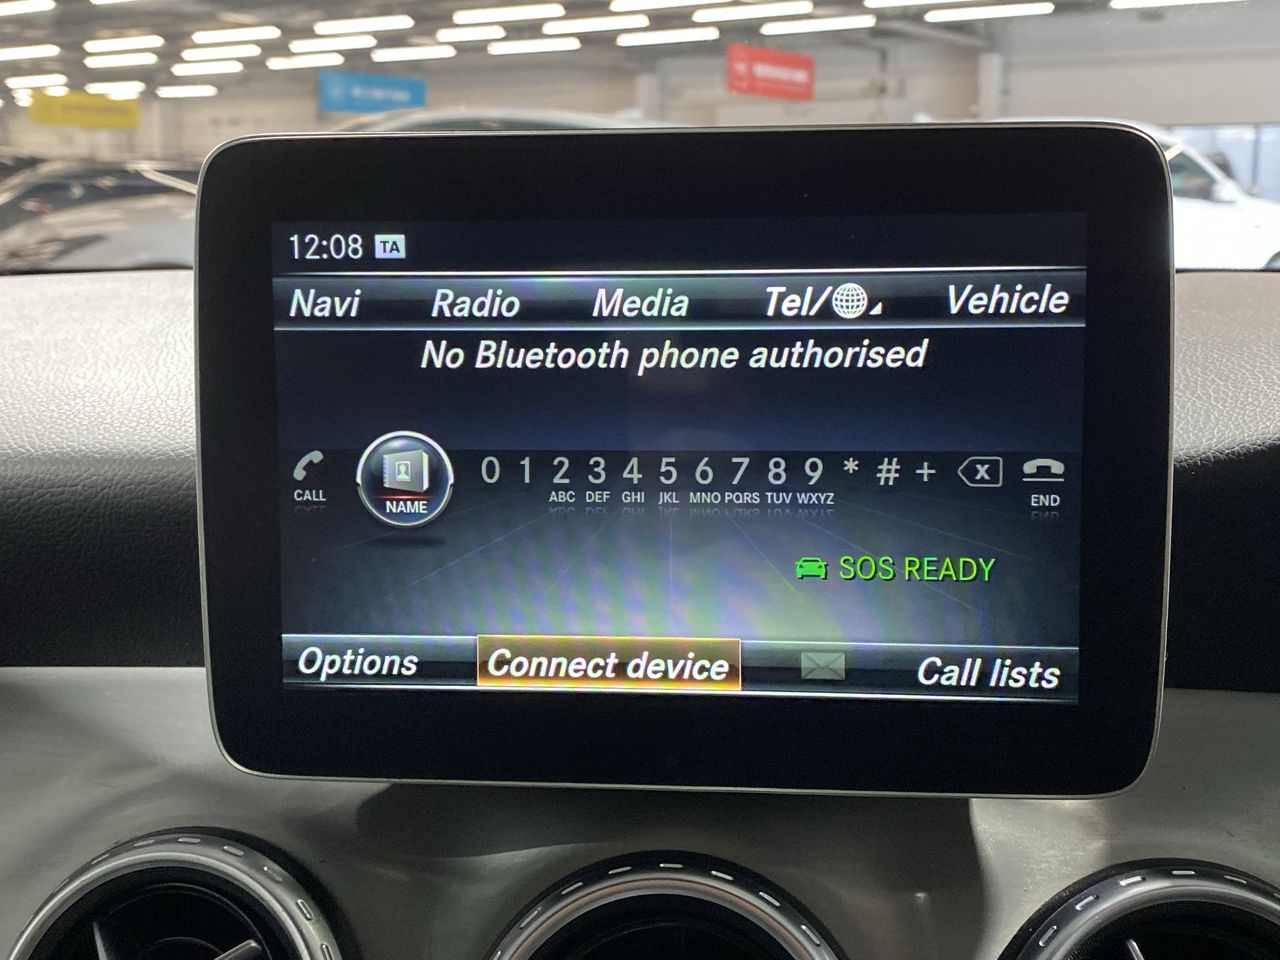 12:08 TA
Navi Radio Media Tel/ Vehicle
No Bluetooth phone authorised
0 1 2 3 4 5 6 7 8 9 * # + X
CALL NAME ABC DEF GHI JKL MNO PQRS TUV WXYZ END
SOS READY
Options Connect device Call lists